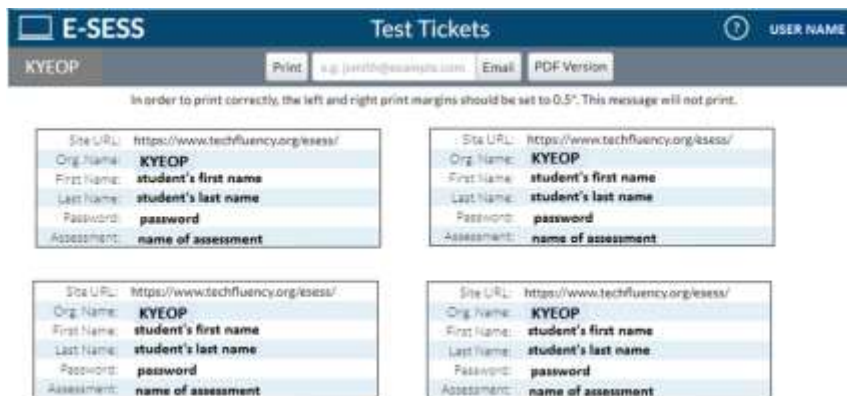 E-SESS Test Tickets ? USER NAME
KYEOP Print e.g. jsmith@example.com Email PDF Version
In order to print correctly, the left and right print margins should be set to 0.5". This message will not print.
Site URL: https://www.techfluency.org/esess/
Org. Name: KYEOP
First Name: student's first name
Last Name: student's last name
Password: password
Assessment: name of assessment
Site URL: https://www.techfluency.org/esess/
Org. Name: KYEOP
First Name: student's first name
Last Name: student's last name
Password: password
Assessment: name of assessment
Site URL: https://www.techfluency.org/esess/
Org. Name: KYEOP
First Name: student's first name
Last Name: student's last name
Password: password
Assessment: name of assessment
Site URL: https://www.techfluency.org/esess/
Org. Name: KYEOP
First Name: student's first name
Last Name: student's last name
Password: password
Assessment: name of assessment